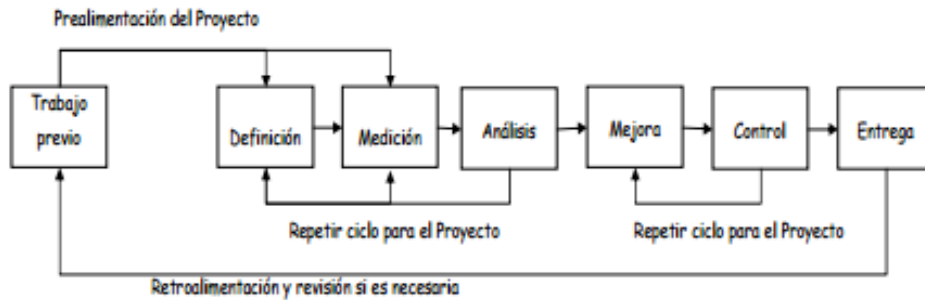 Prealimentación del Proyecto
Trabajo
previo
Definición
Medición
Análisis
Mejora
Control
Entrega
Repetir ciclo para el Proyecto
Repetir ciclo para el Proyecto
Retroalimentación y revisión si es necesaria